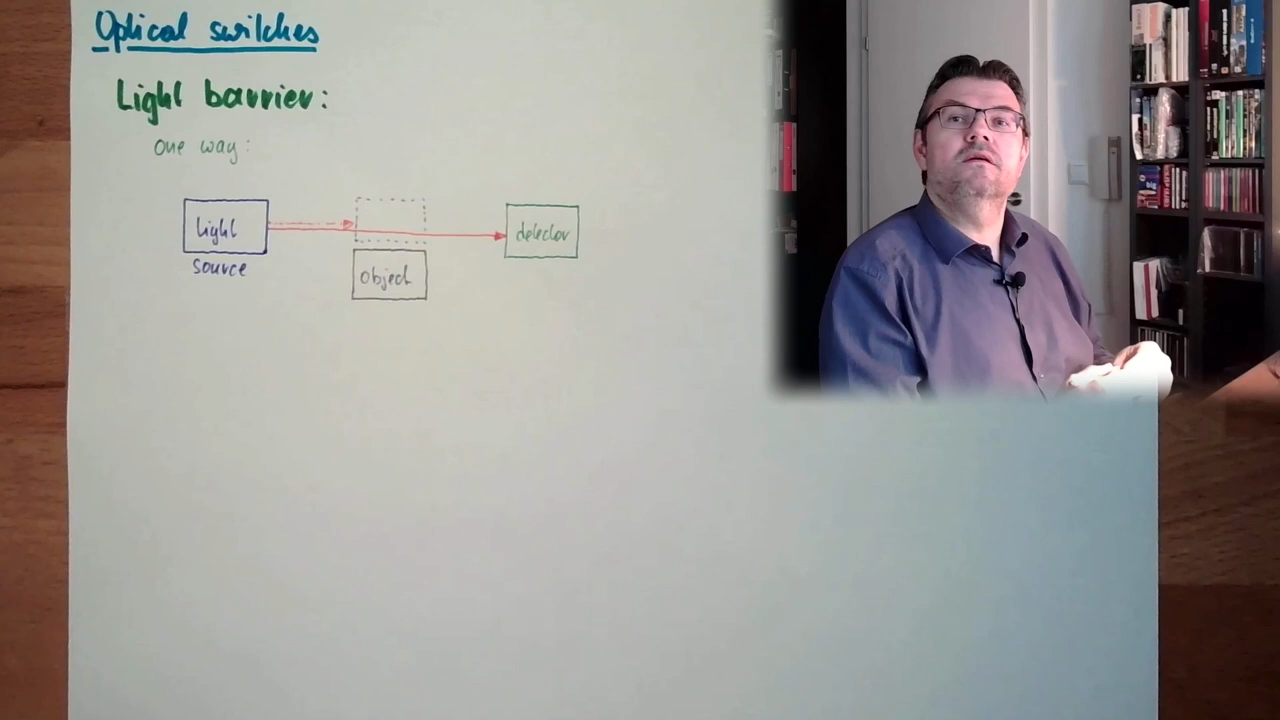 Optical switches
Light barrier:
one way:
light
source
object
detector